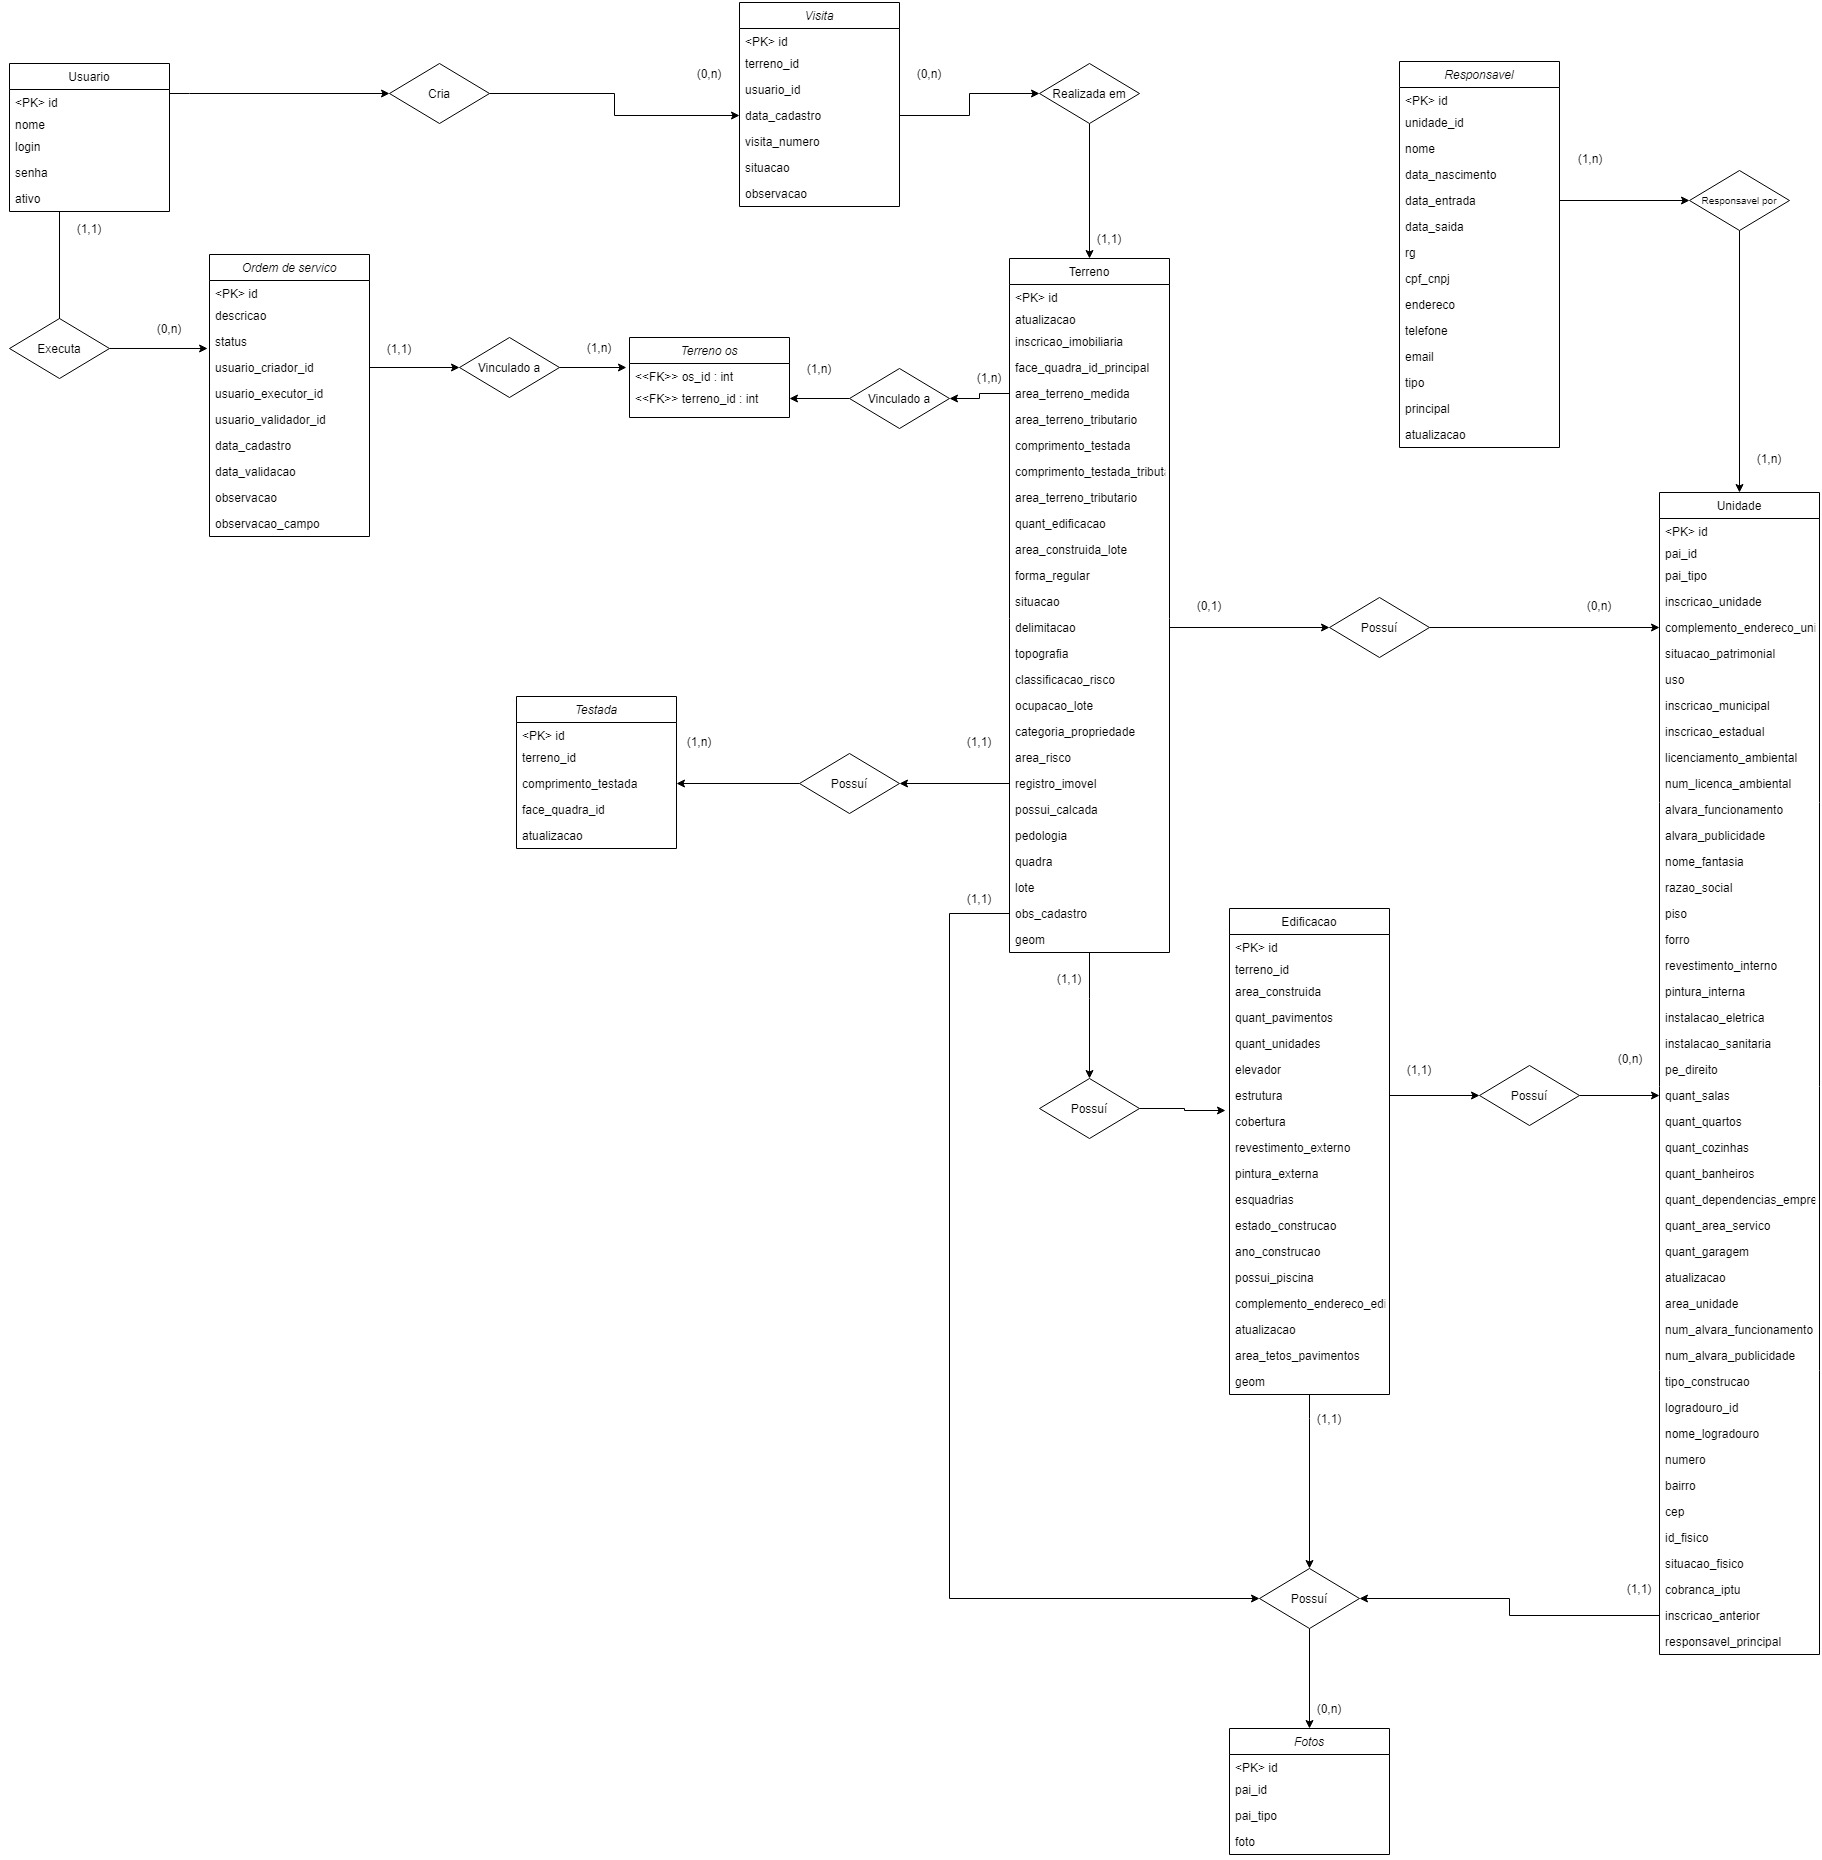 Visita
<PK> id
terreno_id
usuario_id
data_cadastro
visita_numero
situacao
observacao
Usuario
<PK> id
nome
login
senha
ativo
Cria
(0,n)
(0,n)
Realizada em
(1,1)
(1,1)
Responsavel
<PK> id
unidade_id
nome
data_nascimento
data_entrada
data_saida
rg
cpf_cnpj
endereco
telefone
email
tipo
principal
atualizacao
(1,n)
Responsavel por
(1,n)
Executa
(0,n)
Ordem de servico
<PK> id
descricao
status
usuario_criador_id
usuario_executor_id
usuario_validador_id
data_cadastro
data_validacao
observacao
observacao_campo
(1,1)
Vinculado a
(1,n)
Terreno os
<<FK>> os_id : int
<<FK>> terreno_id : int
(1,n)
Vinculado a
(1,n)
Terreno
<PK> id
atualizacao
inscricao_imobiliaria
face_quadra_id_principal
area_terreno_medida
area_terreno_tributario
comprimento_testada
comprimento_testada_tribut
area_terreno_tributario
quant_edificacao
area_construida_lote
forma_regular
situacao
delimitacao
topografia
classificacao_risco
ocupacao_lote
categoria_propriedade
area_risco
registro_imovel
possui_calcada
pedologia
quadra
lote
obs_cadastro
geom
(0,1)
Possuí
(0,n)
Unidade
<PK> id
pai_id
pai_tipo
inscricao_unidade
complemento_endereco_uni
situacao_patrimonial
uso
inscricao_municipal
inscricao_estadual
licenciamento_ambiental
num_licenca_ambiental
alvara_funcionamento
alvara_publicidade
nome_fantasia
razao_social
piso
forro
revestimento_interno
pintura_interna
instalacao_eletrica
instalacao_sanitaria
pe_direito
quant_salas
quant_quartos
quant_cozinhas
quant_banheiros
quant_dependencias_empre
quant_area_servico
quant_garagem
atualizacao
area_unidade
num_alvara_funcionamento
num_alvara_publicidade
tipo_construcao
logradouro_id
nome_logradouro
numero
bairro
cep
id_fisico
situacao_fisico
cobranca_iptu
inscricao_anterior
responsavel_principal
Testada
<PK> id
terreno_id
comprimento_testada
face_quadra_id
atualizacao
(1,n)
Possuí
(1,1)
(1,1)
(1,1)
Possuí
Edificacao
<PK> id
terreno_id
area_construida
quant_pavimentos
quant_unidades
elevador
estrutura
cobertura
revestimento_externo
pintura_externa
esquadrias
estado_construcao
ano_construcao
possui_piscina
complemento_endereco_edi
atualizacao
area_tetos_pavimentos
geom
(1,1)
Possuí
(0,n)
(1,1)
Possuí
(1,1)
(0,n)
Fotos
<PK> id
pai_id
pai_tipo
foto